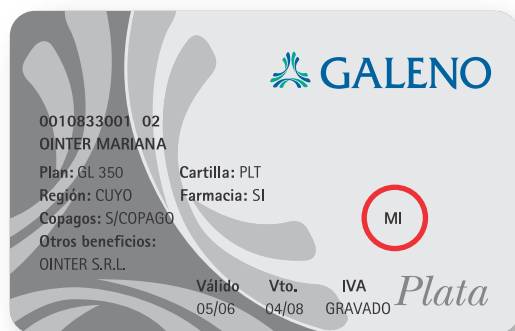 GALENO
0010833001 02
OINTER MARIANA
Plan: GL 350 Cartilla: PLT
Región: CUYO Farmacia: SI
Copagos: S/COPAGO
MI
Otros beneficios:
OINTER S.R.L.
Válido Vto. IVA
05/06 04/08 GRAVADO
Plata